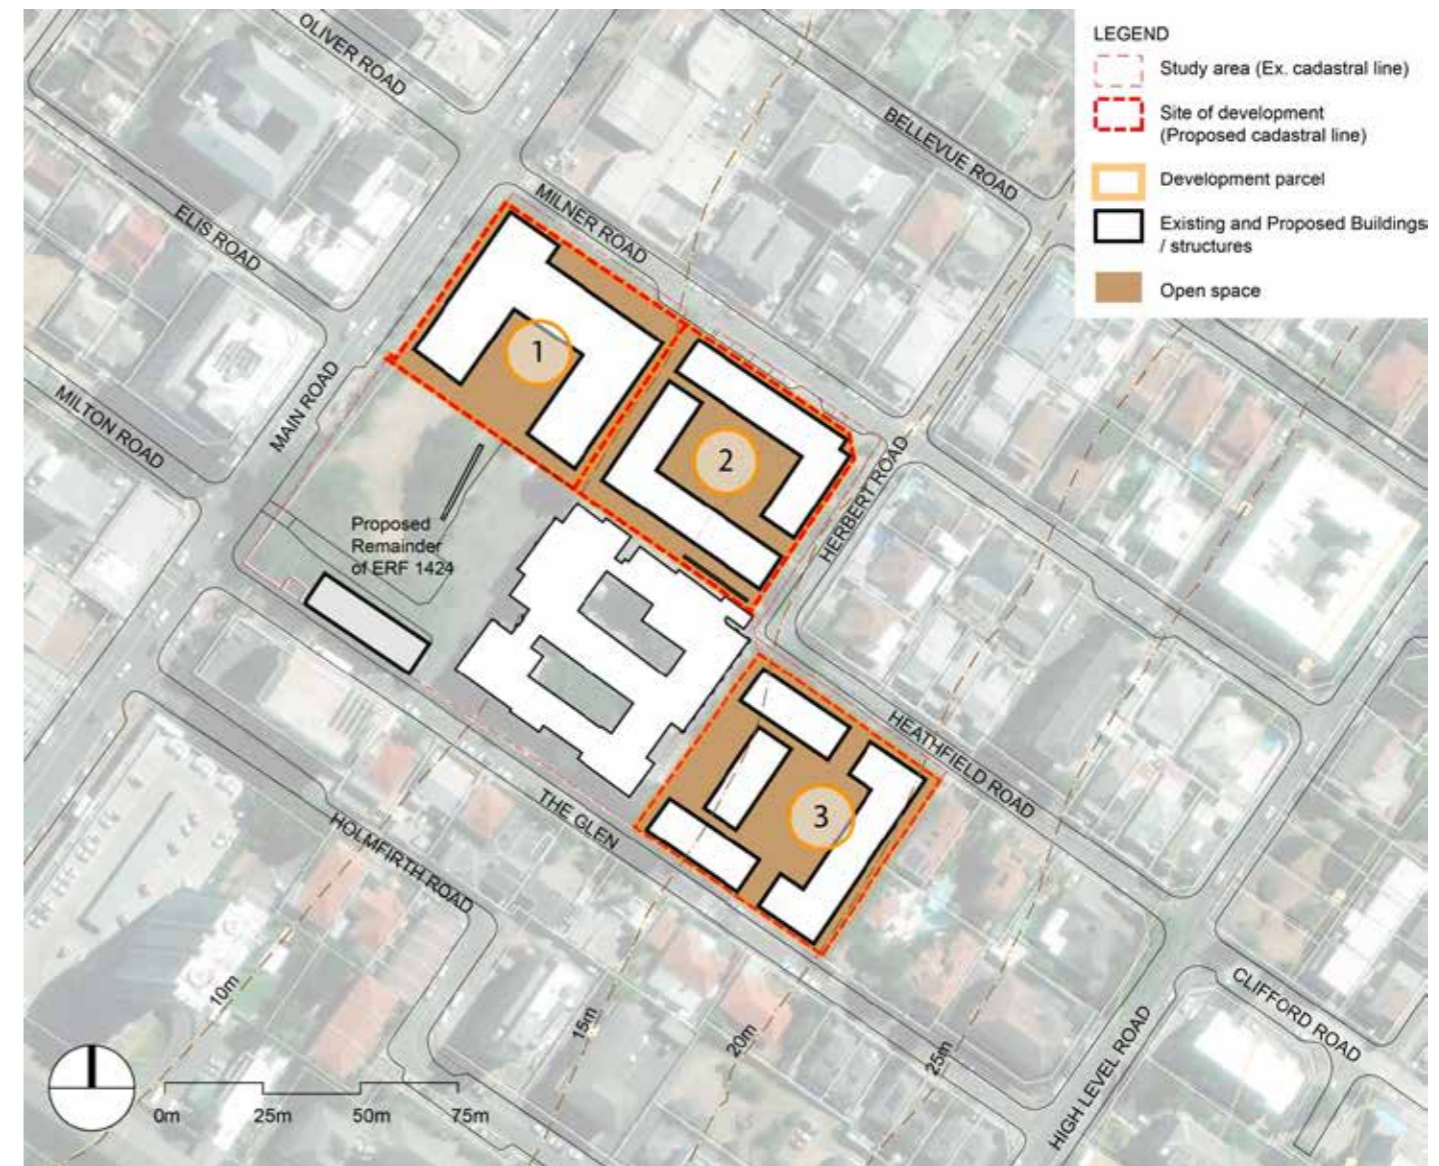 LEGEND
Study area (Ex. cadastral line)
Site of development
(Proposed cadastral line)
Development parcel
Existing and Proposed Buildings
/ structures
Open space
OLIVER ROAD
BELLEVUE ROAD
MILNER ROAD
ELIS ROAD
MAIN ROAD
MILTON ROAD
1
2
HERBERT ROAD
Proposed
Remainder
of ERF 1424
HEATHFIELD ROAD
3
THE GLEN
HOLMFIRTH ROAD
CLIFFORD ROAD
HIGH LEVEL ROAD
10m
15m
20m
25m
0m
25m
50m
75m